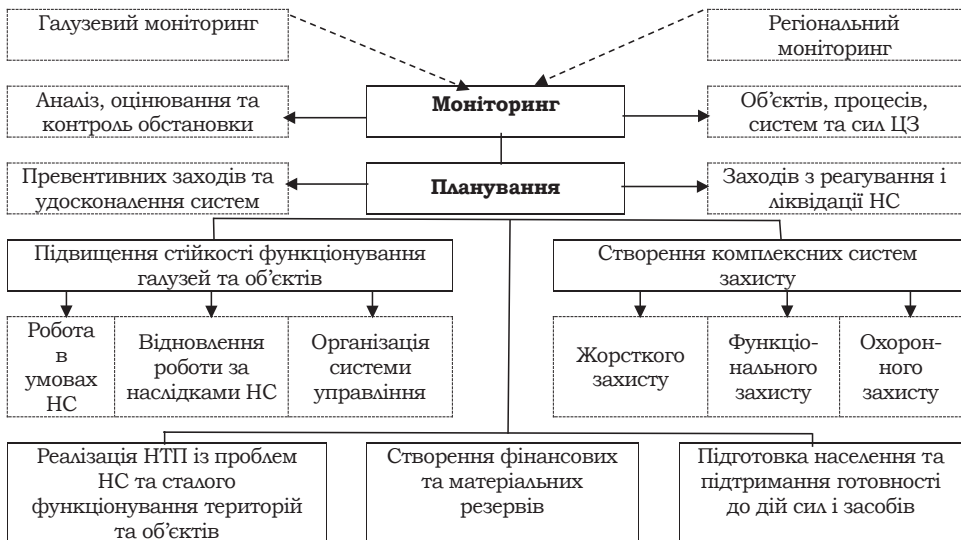 Галузевий моніторинг
Регіональний
моніторинг
Моніторинг
Аналіз, оцінювання та
контроль обстановки
Об’єктів, процесів,
систем та сил ЦЗ
Превентивних заходів та
удосконалення систем
Планування
Заходів з реагування і
ліквідації НС
Підвищення стійкості функціонування
галузей та об’єктів
Створення комплексних систем
захисту
Робота
в
умовах
НС
Відновлення
роботи за
наслідками НС
Організація
системи
управління
Жорсткого
захисту
Функціо-
нального
захисту
Охорон-
ного
захисту
Реалізація НТП із проблем
НС та сталого
функціонування територій
та об’єктів
Створення фінансових
та матеріальних
резервів
Підготовка населення та
підтримання готовності
до дій сил і засобів